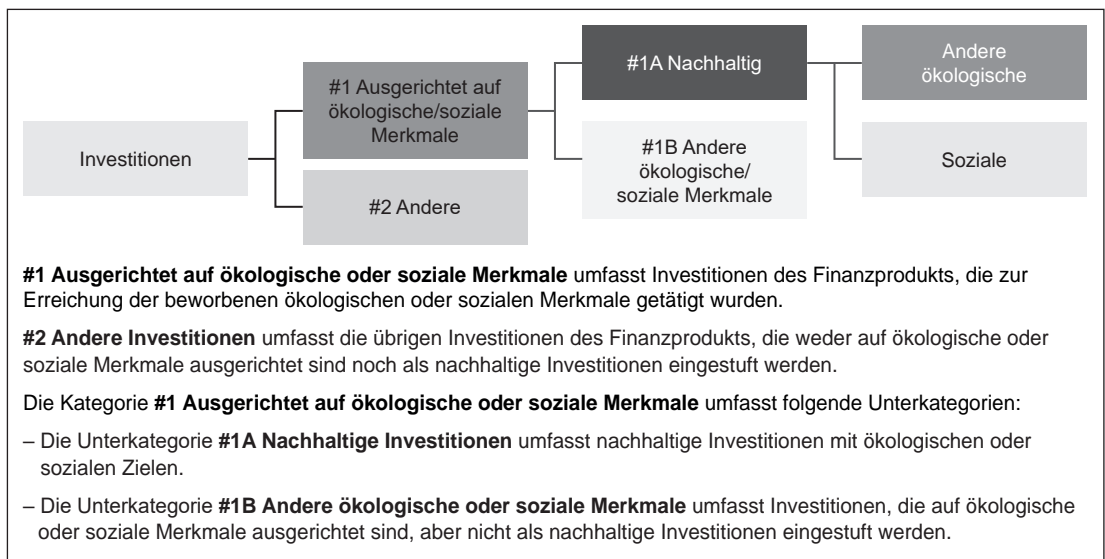 Investitionen
#1 Ausgerichtet auf
ökologische/soziale
Merkmale
#2 Andere
#1A Nachhaltig
#1B Andere
ökologische/
soziale Merkmale
Andere
ökologische
Soziale
#1 Ausgerichtet auf ökologische oder soziale Merkmale umfasst Investitionen des Finanzprodukts, die zur
Erreichung der beworbenen ökologischen oder sozialen Merkmale getätigt wurden.
#2 Andere Investitionen umfasst die übrigen Investitionen des Finanzprodukts, die weder auf ökologische oder
soziale Merkmale ausgerichtet sind noch als nachhaltige Investitionen eingestuft werden.
Die Kategorie #1 Ausgerichtet auf ökologische oder soziale Merkmale umfasst folgende Unterkategorien:
– Die Unterkategorie #1A Nachhaltige Investitionen umfasst nachhaltige Investitionen mit ökologischen oder
sozialen Zielen.
– Die Unterkategorie #1B Andere ökologische oder soziale Merkmale umfasst Investitionen, die auf ökologische
oder soziale Merkmale ausgerichtet sind, aber nicht als nachhaltige Investitionen eingestuft werden.